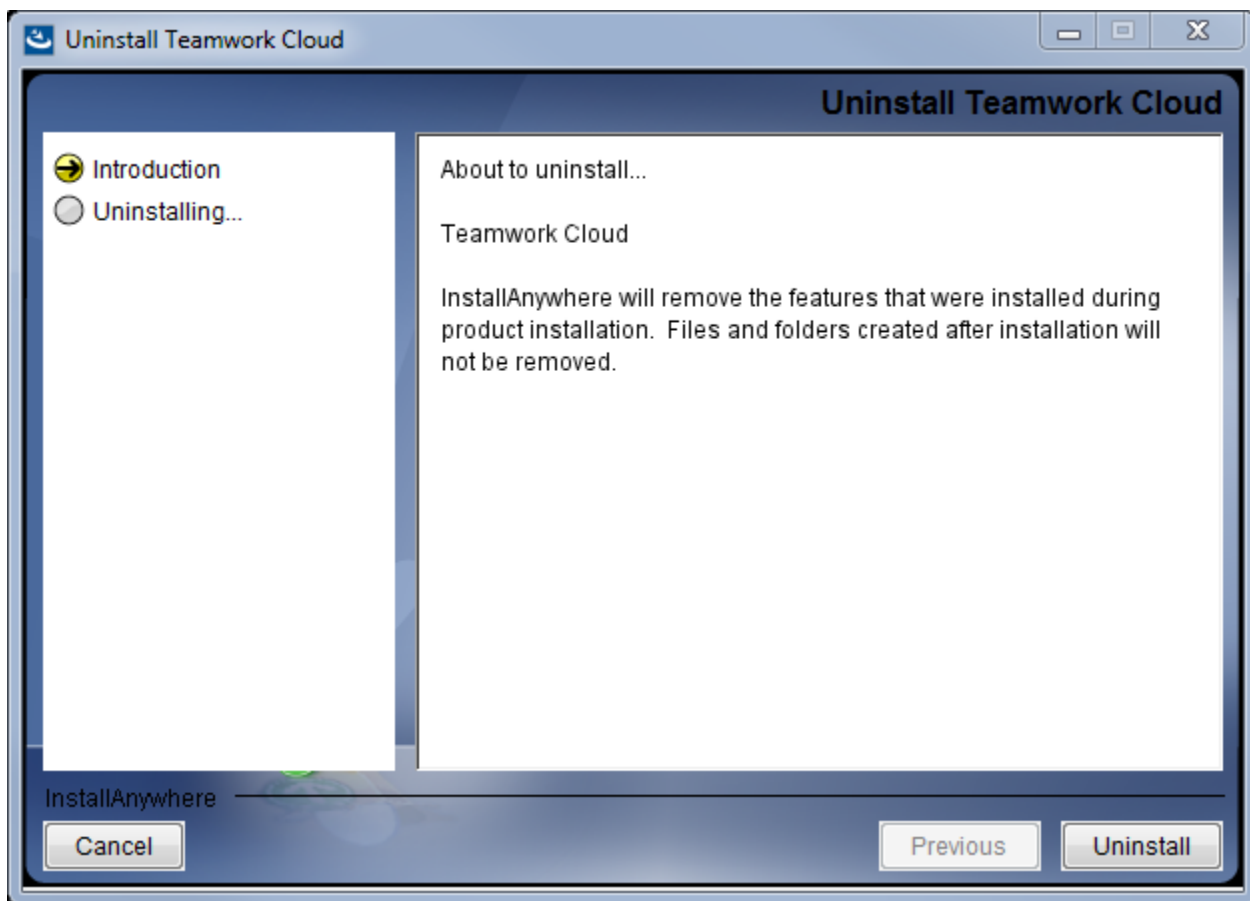 Uninstall Teamwork Cloud
Uninstall Teamwork Cloud
Introduction
Uninstalling...
About to uninstall...
Teamwork Cloud
InstallAnywhere will remove the features that were installed during
product installation.  Files and folders created after installation will
not be removed.
InstallAnywhere
Cancel
Previous
Uninstall